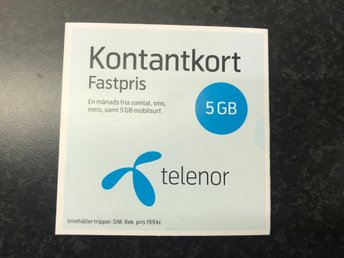 Kontantkort
Fastpris
En månads fria samtal, sms,
mms, samt 5 GB mobilsurf.
5 GB
telenor
Innehåller trippel-SIM. Rek. pris 199 kr.